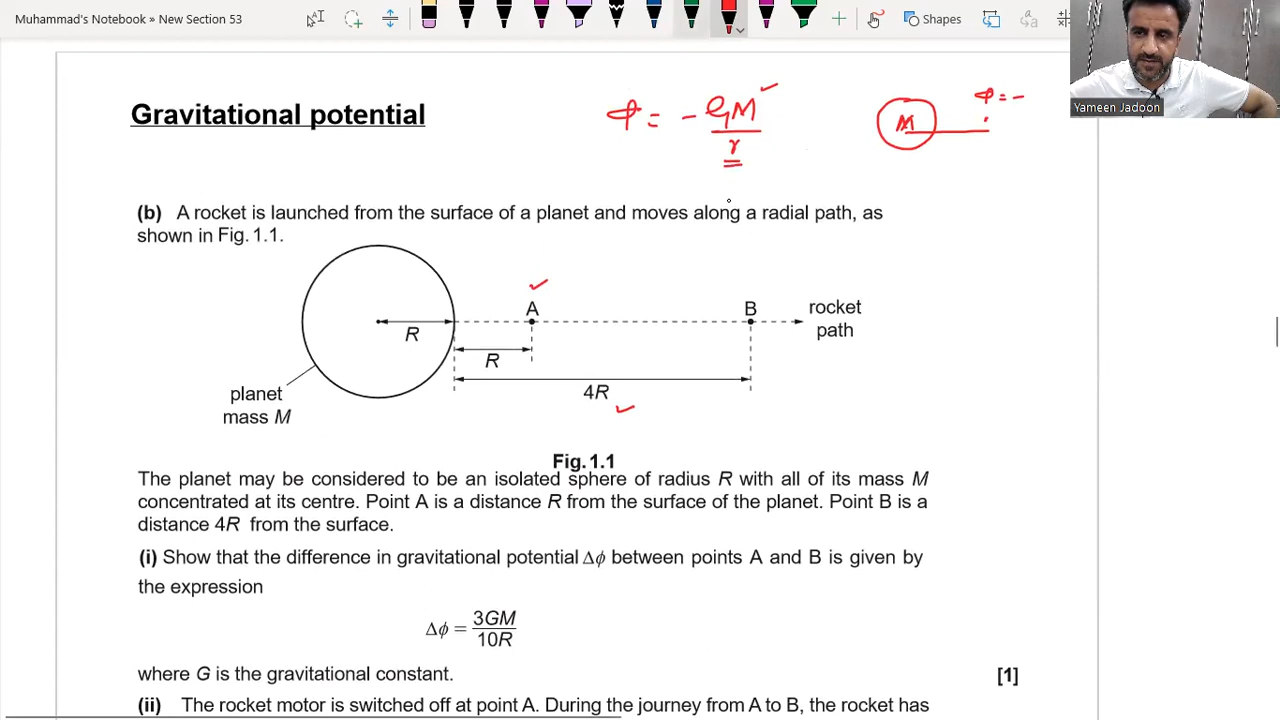 Muhammad's Notebook » New Section 53
Shapes
Yameen Jadoon
Gravitational potential
ϕ = - GM/r
M
ϕ = -
(b) A rocket is launched from the surface of a planet and moves along a radial path, as
shown in Fig. 1.1.
A
B
rocket
path
R
R
4R
planet
mass M
Fig. 1.1
The planet may be considered to be an isolated sphere of radius R with all of its mass M
concentrated at its centre. Point A is a distance R from the surface of the planet. Point B is a
distance 4R from the surface.
(i) Show that the difference in gravitational potential Δϕ between points A and B is given by
the expression
Δϕ = 3GM/10R
where G is the gravitational constant.
[1]
(ii) The rocket motor is switched off at point A. During the journey from A to B, the rocket has